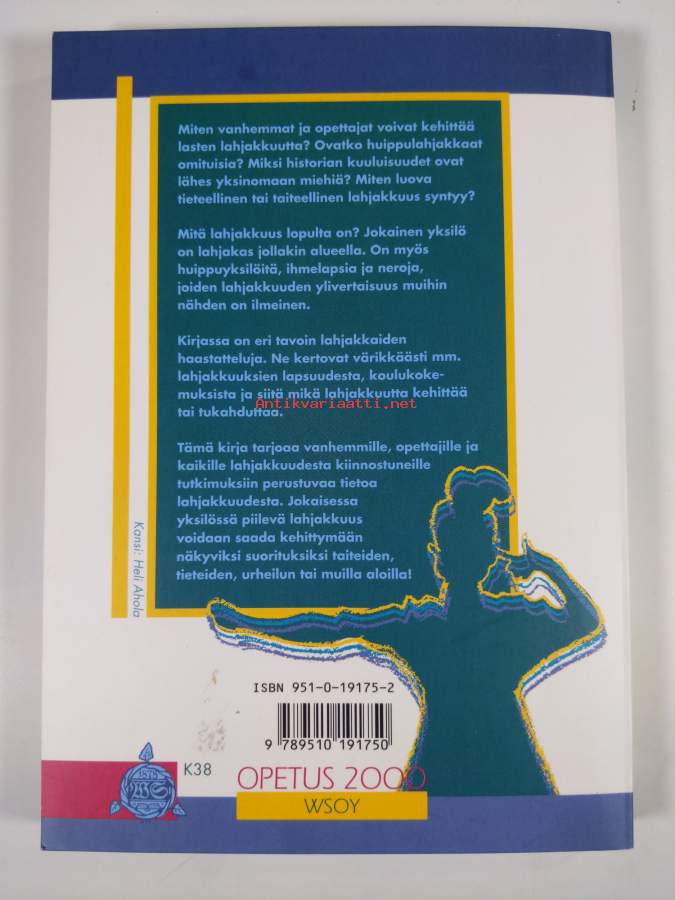 Miten vanhemmat ja opettajat voivat kehittää
lasten lahjakkuutta? Ovatko huippulahjakkaat
omituisia? Miksi historian kuuluisuudet ovat
lähes yksinomaan miehiä? Miten luova
tieteellinen tai taiteellinen lahjakkuus syntyy?
Mitä lahjakkuus lopulta on? Jokainen yksilö
on lahjakas jollakin alueella. On myös
huippuyksilöitä, ihmelapsia ja neroja,
joiden lahjakkuuden ylivertaisuus muihin
nähden on ilmeinen.
Kirjassa on eri tavoin lahjakkaiden
haastatteluja. Ne kertovat värikkäästi mm.
lahjakkuuksien lapsuudesta, koulukoke-
muksista ja siitä mikä lahjakkuutta kehittää
Antikvariaatti.net
tai tukahduttaa.
Tämä kirja tarjoaa vanhemmille, opettajille ja
kaikille lahjakkuudesta kiinnostuneille
tutkimuksiin perustuvaa tietoa
lahjakkuudesta. Jokaisessa
yksilössä piilevä lahjakkuus
voidaan saada kehittymään
näkyviksi suorituksiksi taiteiden,
tieteiden, urheilun tai muilla aloilla!
Kansi: Heli Ahola
ISBN 951-0-19175-2
9 789510 191750
WS
K38
OPETUS 2000
WSOY